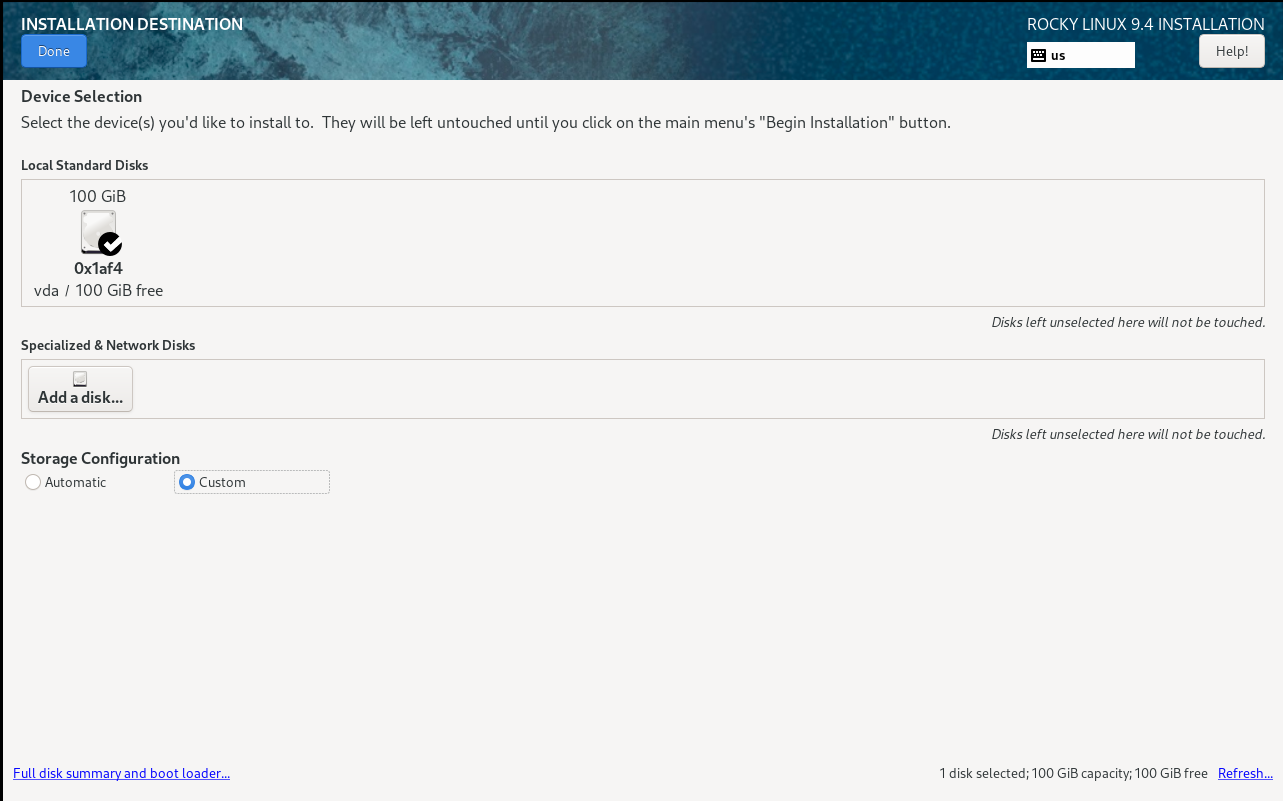 INSTALLATION DESTINATION
ROCKY LINUX 9.4 INSTALLATION
Done
us
Help!
Device Selection
Select the device(s) you'd like to install to.  They will be left untouched until you click on the main menu's "Begin Installation" button.
Local Standard Disks
100 GiB
0x1af4
vda / 100 GiB free
Disks left unselected here will not be touched.
Specialized & Network Disks
Add a disk...
Disks left unselected here will not be touched.
Storage Configuration
Automatic
Custom
Full disk summary and boot loader...
1 disk selected; 100 GiB capacity; 100 GiB free
Refresh...